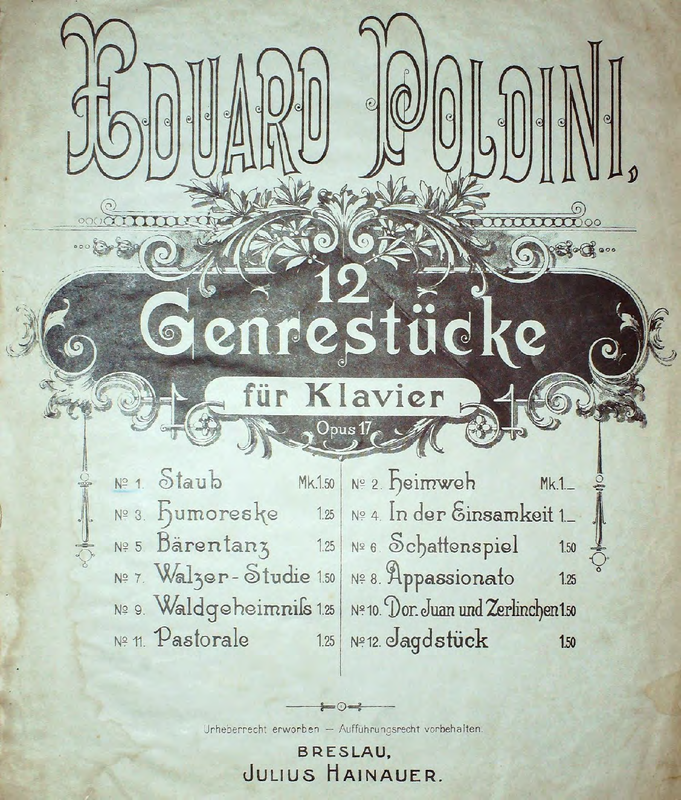 EDUARD POLDINI,
12
Genrestücke
für Klavier
Opus 17
No 1. Staub Mk.1.50
No 2. Heimweh Mk.1._
No 3. Humoreske 1.25
No 4. In der Einsamkeit 1._
No 5 Bärentanz 1.25
No 6. Schattenspiel 1.50
No 7. Walzer-Studie 1.50
No 8. Appassionato 1.25
No 9. Waldgeheimniſs 1.25
No 10. Don Juan und Zerlinchen 1.50
No 11. Pastorale 1.25
No 12. Jagdstück 1.50
Urheberrecht erworben — Aufführungsrecht vorbehalten
BRESLAU,
JULIUS HAINAUER.